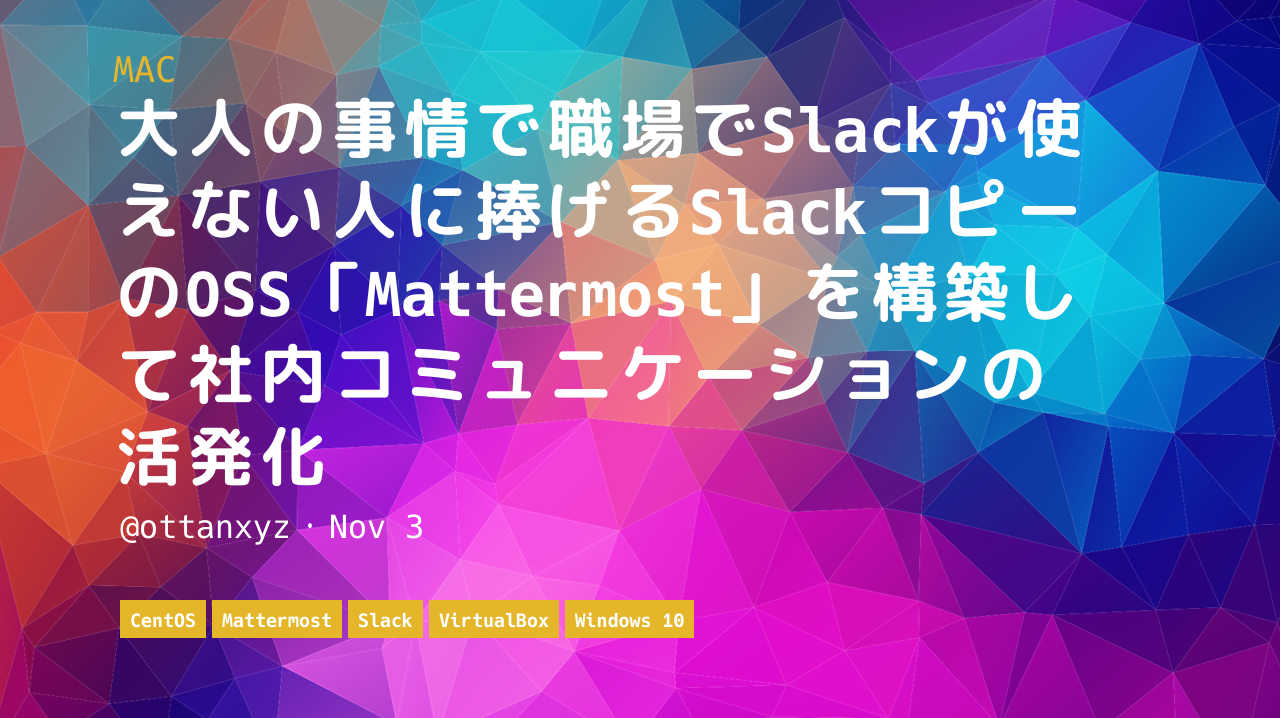 MAC
大人の事情で職場でSlackが使
えない人に捧げるSlackコピー
のOSS「Mattermost」を構築し
て社内コミュニケーションの
活発化
@ottanxyz · Nov 3
CentOS Mattermost Slack VirtualBox Windows 10